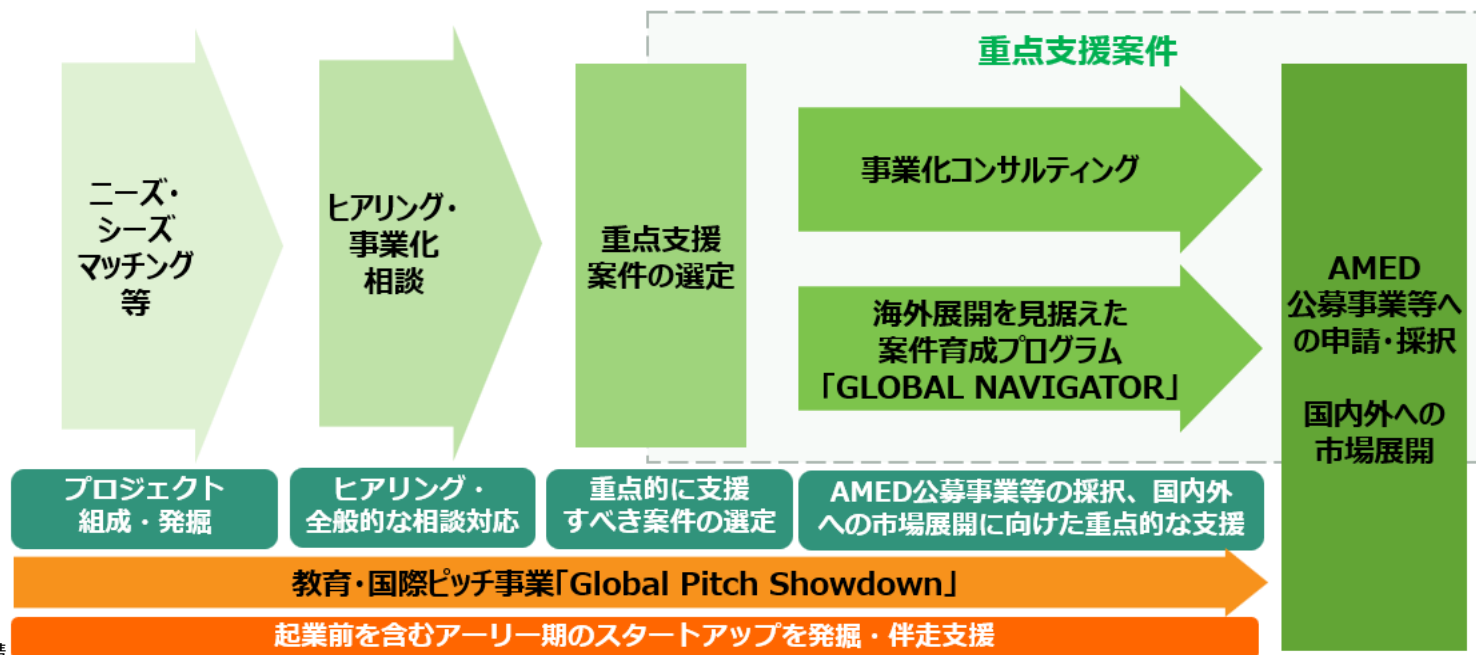 重点支援案件
ニーズ・
シーズ
マッチング
等
ヒアリング・
事業化
相談
重点支援
案件の選定
事業化コンサルティング
海外展開を見据えた
案件育成プログラム
「GLOBAL NAVIGATOR」
AMED
公募事業等へ
の申請・採択
国内外への
市場展開
プロジェクト
組成・発掘
ヒアリング・
全般的な相談対応
重点的に支援
すべき案件の選定
AMED公募事業等の採択、国内外
への市場展開に向けた重点的な支援
教育・国際ピッチ事業「Global Pitch Showdown」
起業前を含むアーリー期のスタートアップを発掘・伴走支援